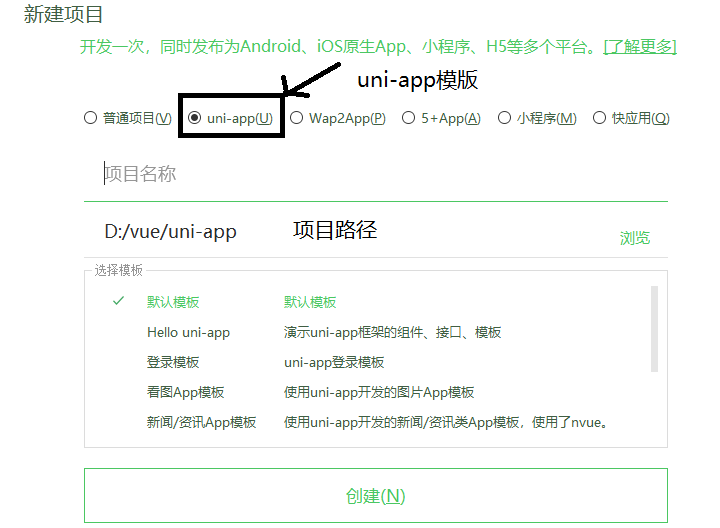 新建项目
开发一次，同时发布为Android、iOS原生App、小程序、H5等多个平台。[了解更多]
uni-app模版
普通项目(V) uni-app(U) Wap2App(P) 5+App(A) 小程序(M) 快应用(Q)
项目名称
D:/vue/uni-app 项目路径 浏览
选择模板
默认模板 默认模板
Hello uni-app 演示uni-app框架的组件、接口、模板
登录模板 uni-app登录模板
看图App模板 使用uni-app开发的图片App模板
新闻/资讯App模板 使用uni-app开发的新闻/资讯类App模板，使用了nvue。
创建(N)